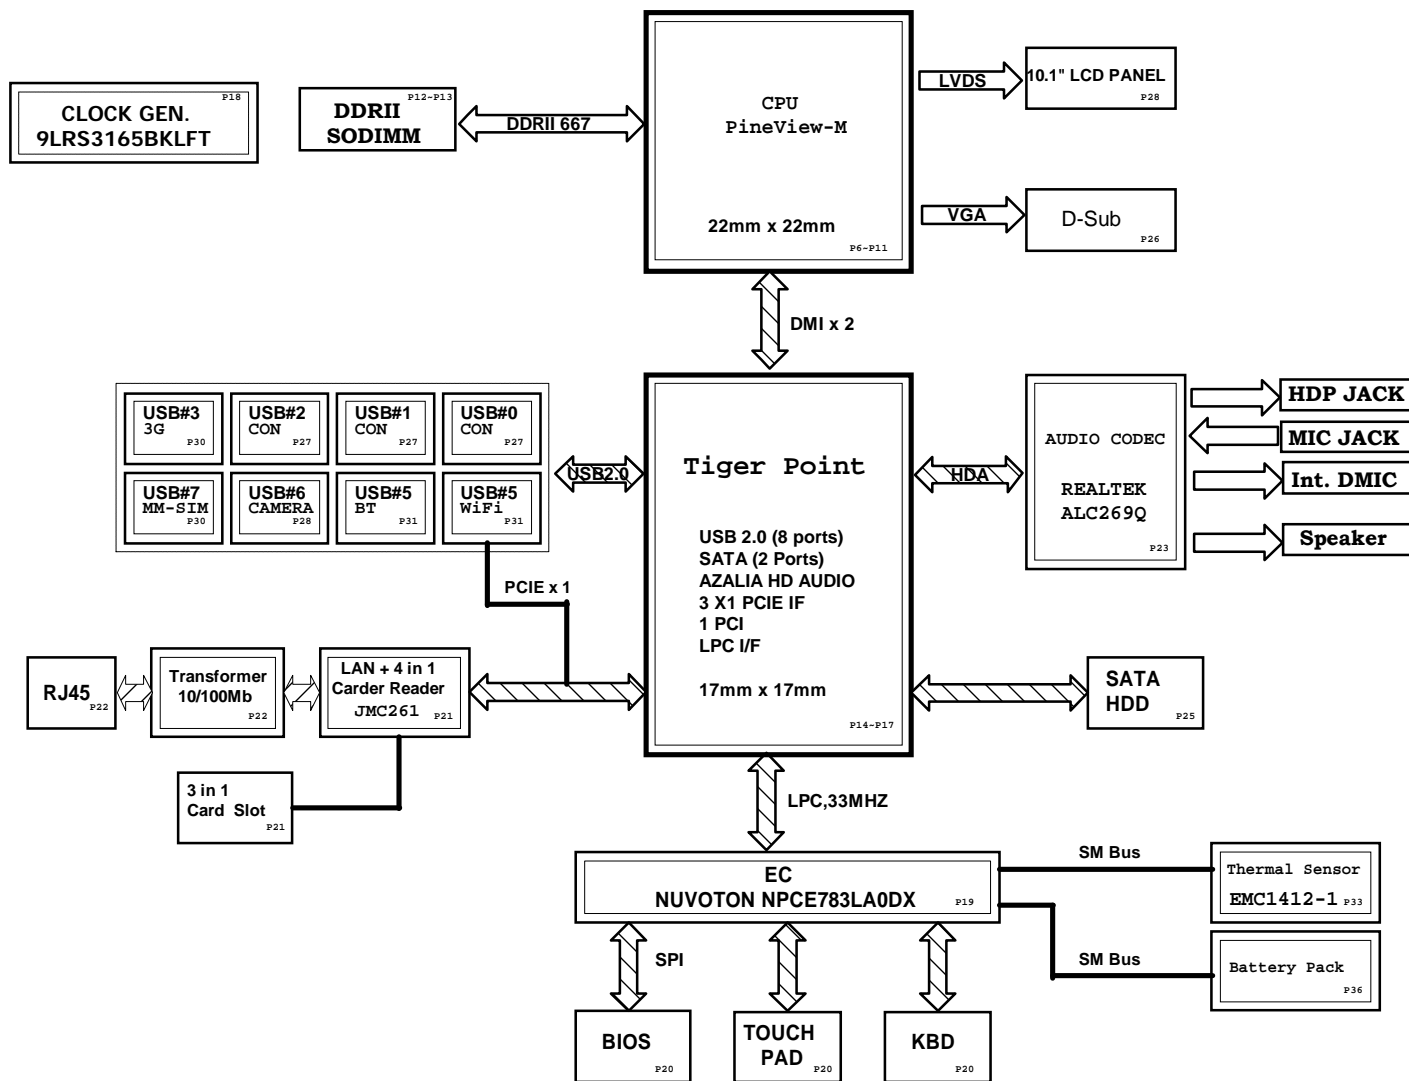 P18
CLOCK GEN.
9LRS3165BKLFT
P12~P13
DDRII
SODIMM
DDRII 667
CPU
PineView-M
22mm x 22mm
P6~P11
LVDS
10.1" LCD PANEL
P28
VGA
D-Sub
P26
DMI x 2
USB#3
3G
P30
USB#2
CON
P27
USB#1
CON
P27
USB#0
CON
P27
USB#7
MM-SIM
P30
USB#6
CAMERA
P28
USB#5
BT
P31
USB#5
WiFi
P31
USB2.0
Tiger Point
USB 2.0 (8 ports)
SATA (2 Ports)
AZALIA HD AUDIO
3 X1 PCIE IF
1 PCI
LPC I/F
17mm x 17mm
P14~P17
HDA
AUDIO CODEC
REALTEK
ALC269Q
P23
HDP JACK
MIC JACK
Int. DMIC
Speaker
PCIE x 1
RJ45
P22
Transformer
10/100Mb
P22
LAN + 4 in 1
Carder Reader
JMC261
P21
3 in 1
Card Slot
P21
SATA
HDD
P25
LPC,33MHZ
EC
NUVOTON NPCE783LA0DX
P19
SM Bus
Thermal Sensor
EMC1412-1
P33
SM Bus
Battery Pack
P36
SPI
BIOS
P20
TOUCH
PAD
P20
KBD
P20